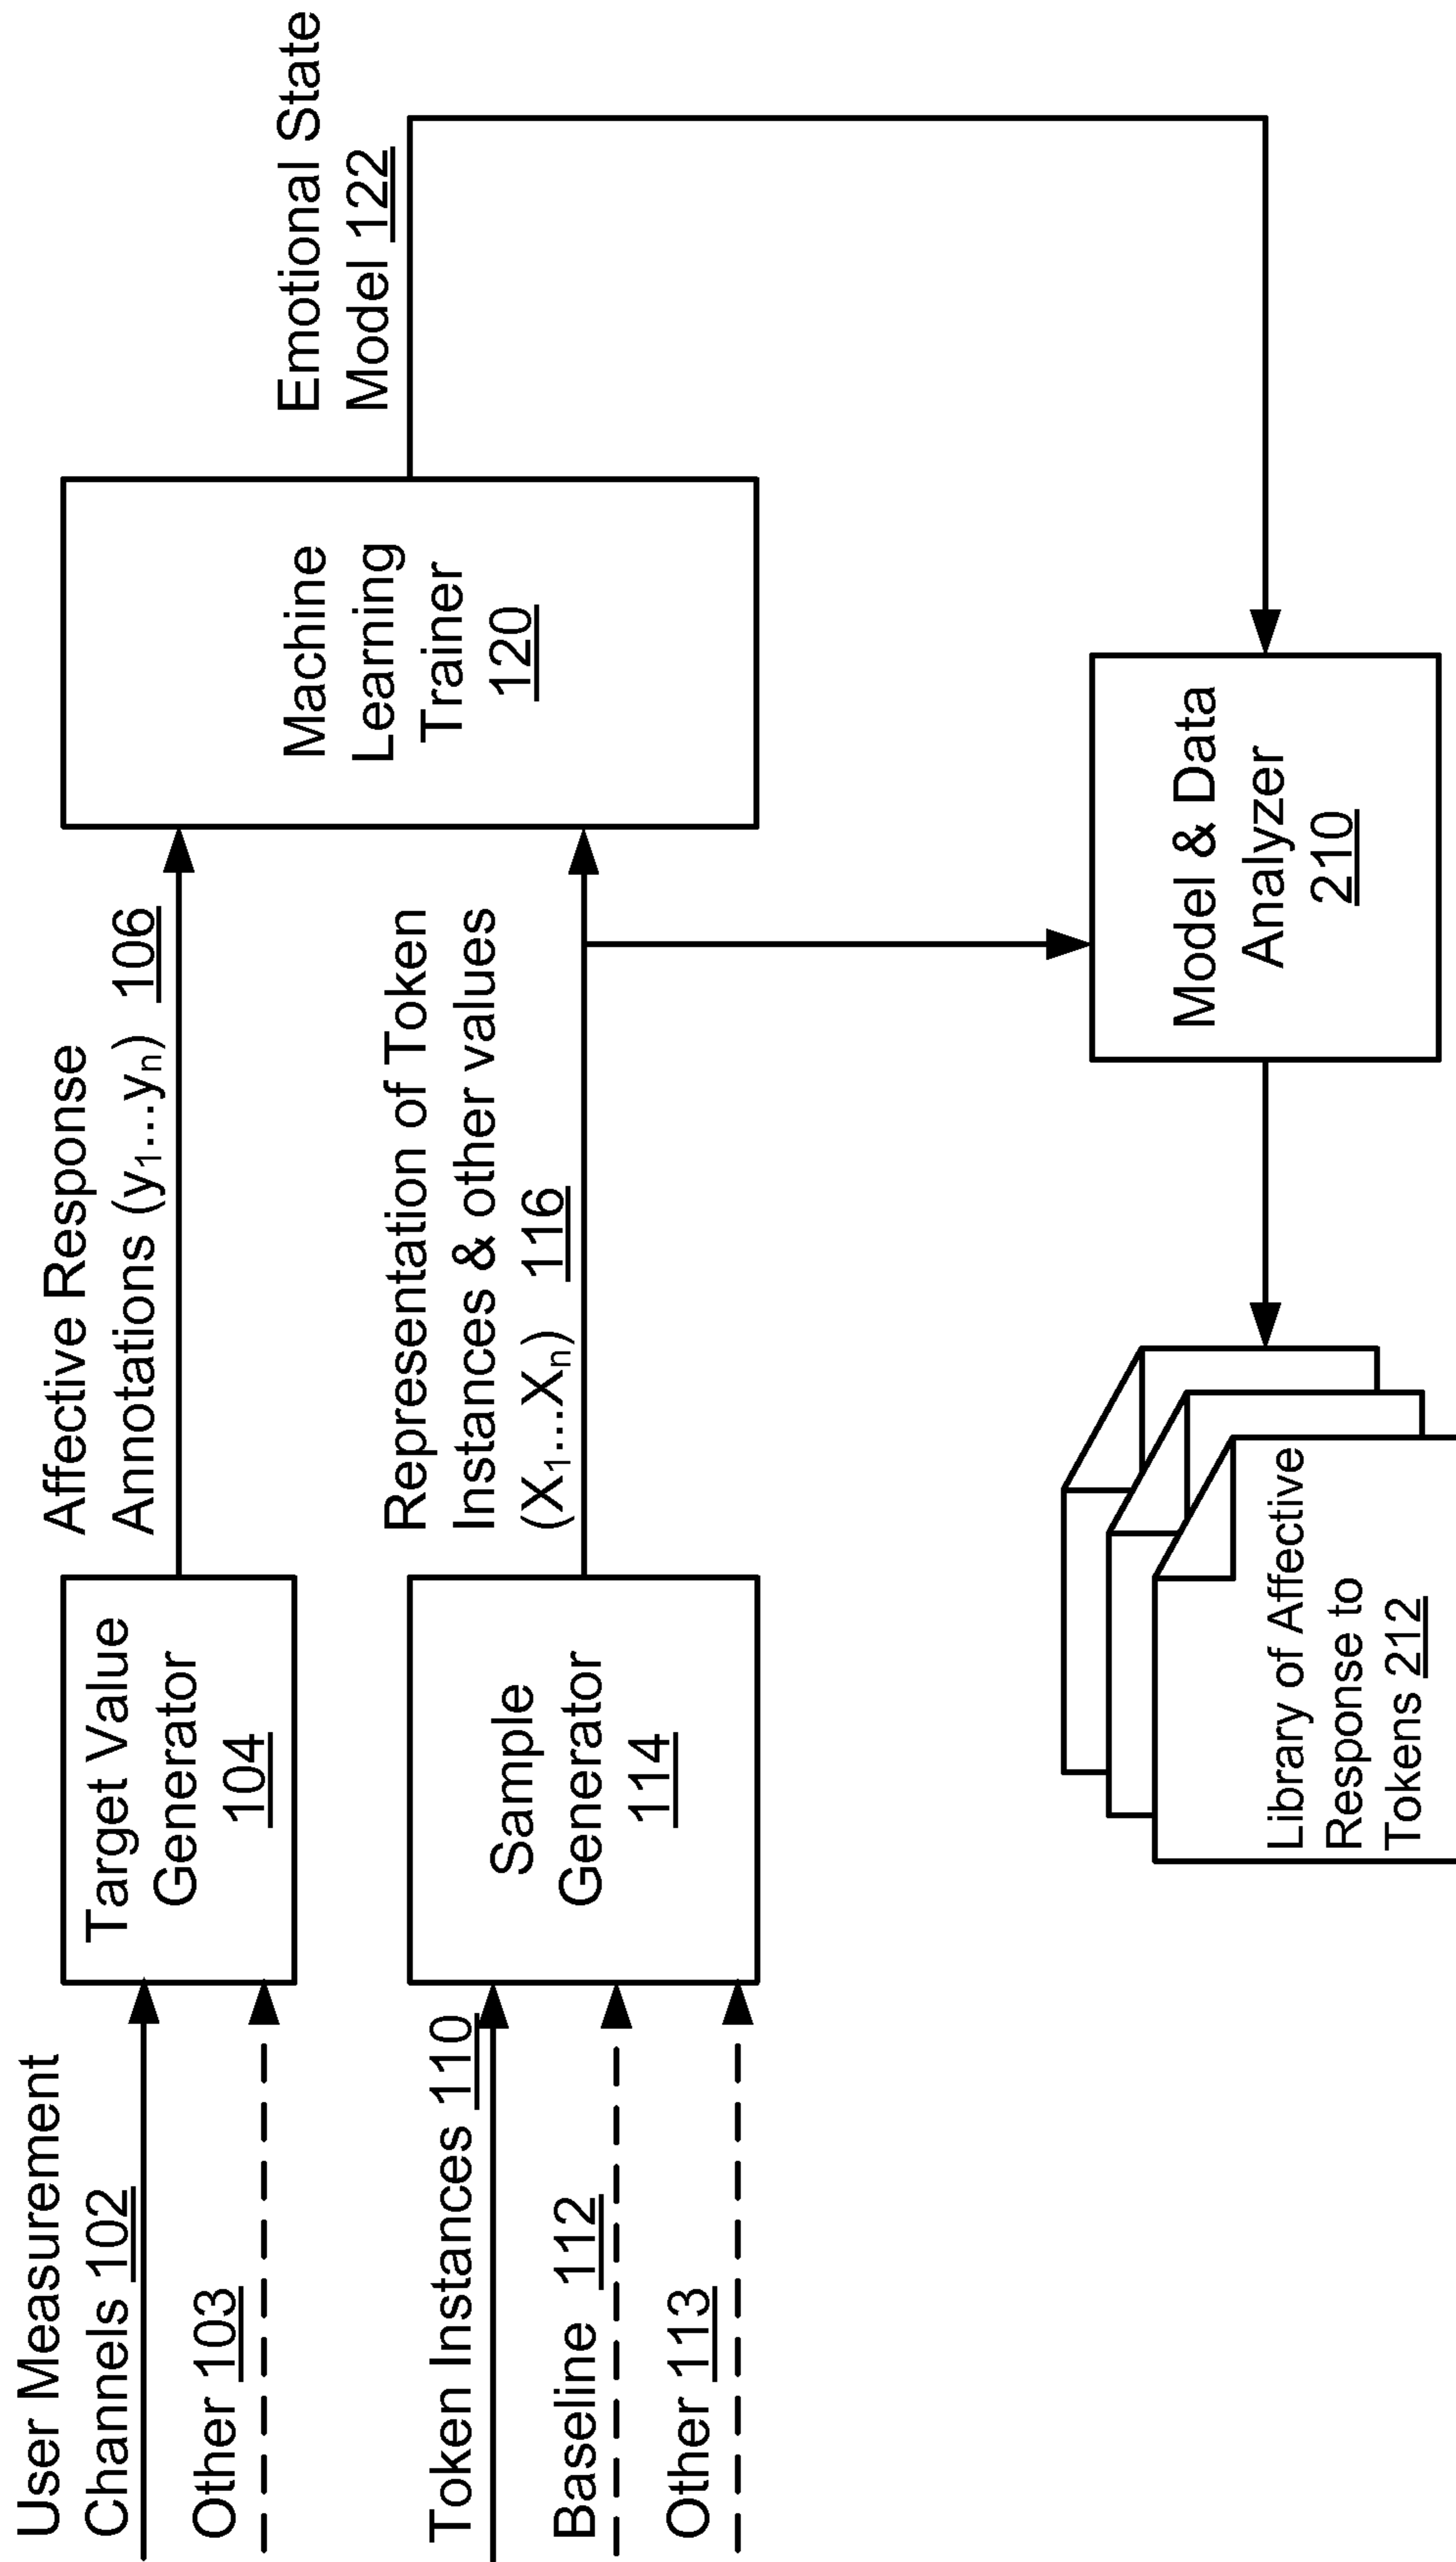 User Measurement
Channels 102
Other 103
Target Value
Generator
104
Affective Response
Annotations (y1...yn) 106
Token Instances 110
Baseline 112
Other 113
Sample
Generator
114
Representation of Token
Instances & other values
(X1...Xn) 116
Machine
Learning
Trainer
120
Emotional State
Model 122
Model & Data
Analyzer
210
Library of Affective
Response to
Tokens 212